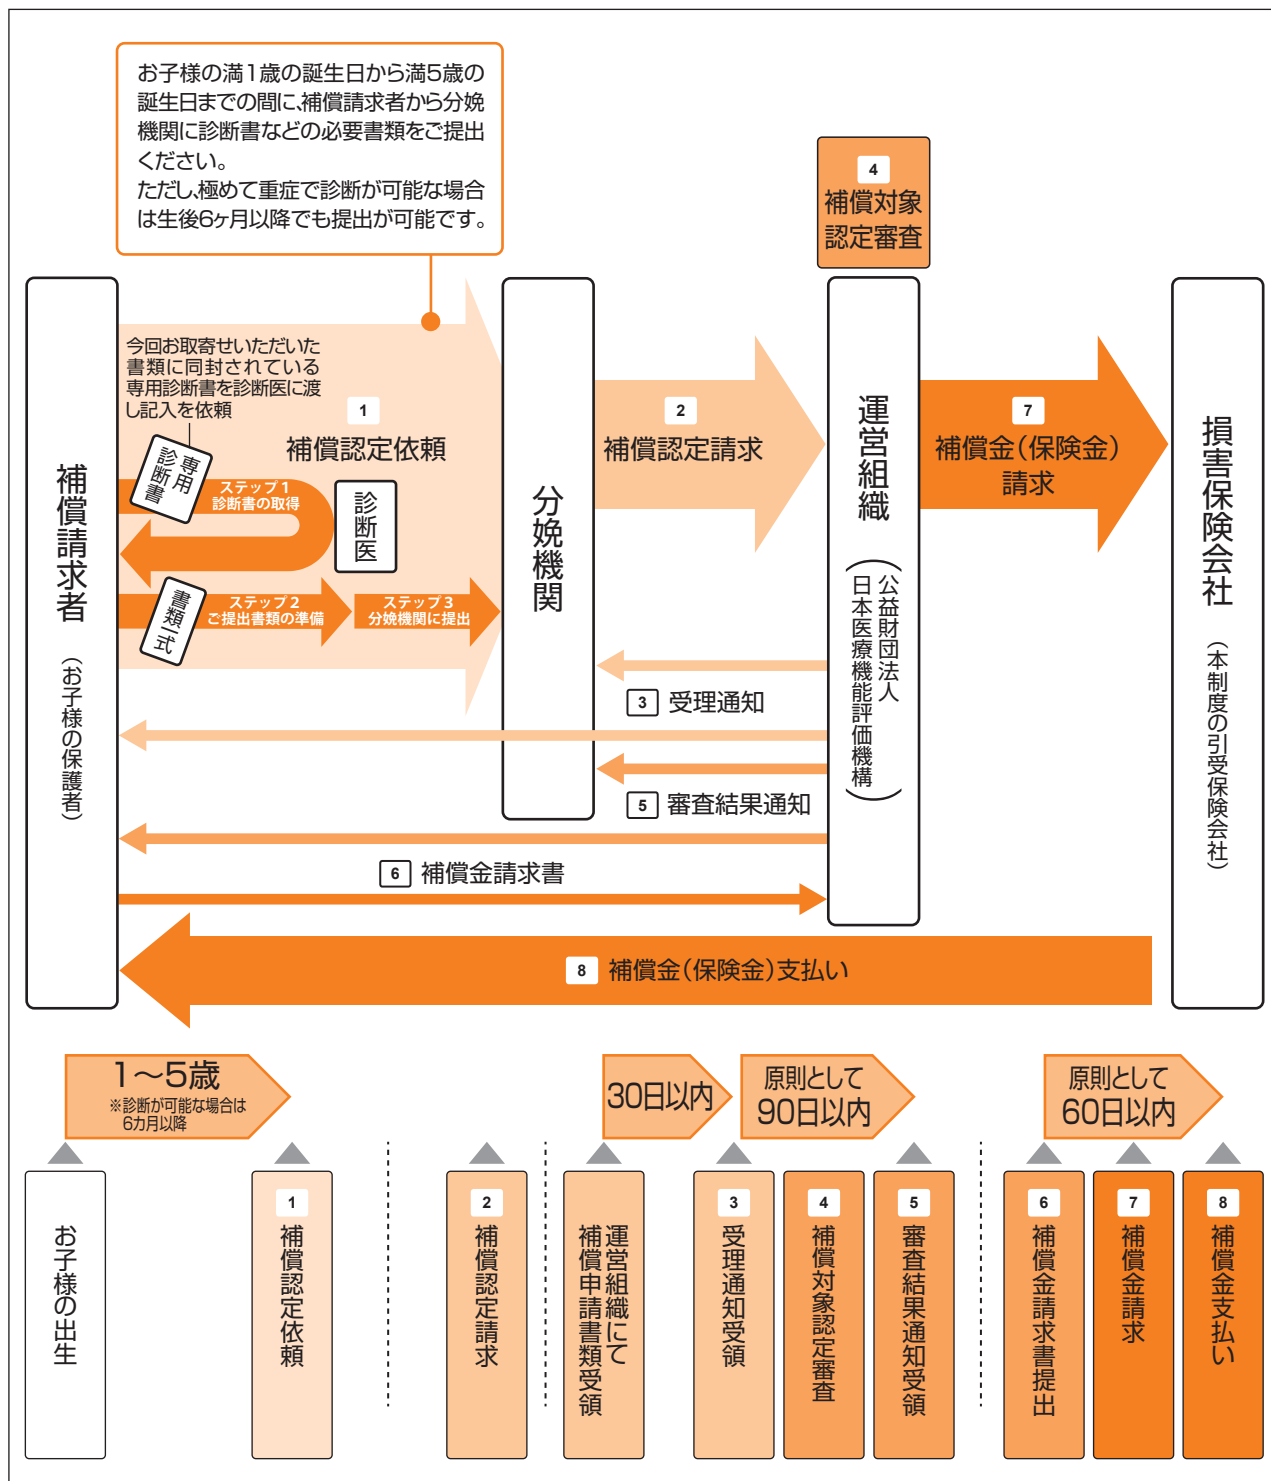 お子様の満1歳の誕生日から満5歳の
誕生日までの間に、補償請求者から分娩
機関に診断書などの必要書類をご提出
ください。
ただし、極めて重症で診断が可能な場合
は生後6ヶ月以降でも提出が可能です。
4
補償対象
認定審査
補償請求者
（お子様の保護者）
今回お取寄せいただいた
書類に同封されている
専用診断書を診断医に渡
し記入を依頼
1
補償認定依頼
専用
診断書
ステップ1
診断書の取得
診断医
書類一式
ステップ2
ご提出書類の準備
ステップ3
分娩機関に提出
分娩機関
2
補償認定請求
運営組織
（公益財団法人
日本医療機能評価機構）
7
補償金（保険金）
請求
損害保険会社
（本制度の引受保険会社）
3 受理通知
5 審査結果通知
6 補償金請求書
8 補償金（保険金）支払い
1〜5歳
※診断が可能な場合は
6カ月以降
30日以内
原則として
90日以内
原則として
60日以内
お子様の出生
1
補償認定依頼
2
補償認定請求
運営組織にて
補償申請書類受領
3
受理通知受領
4
補償対象認定審査
5
審査結果通知受領
6
補償金請求書提出
7
補償金請求
8
補償金支払い